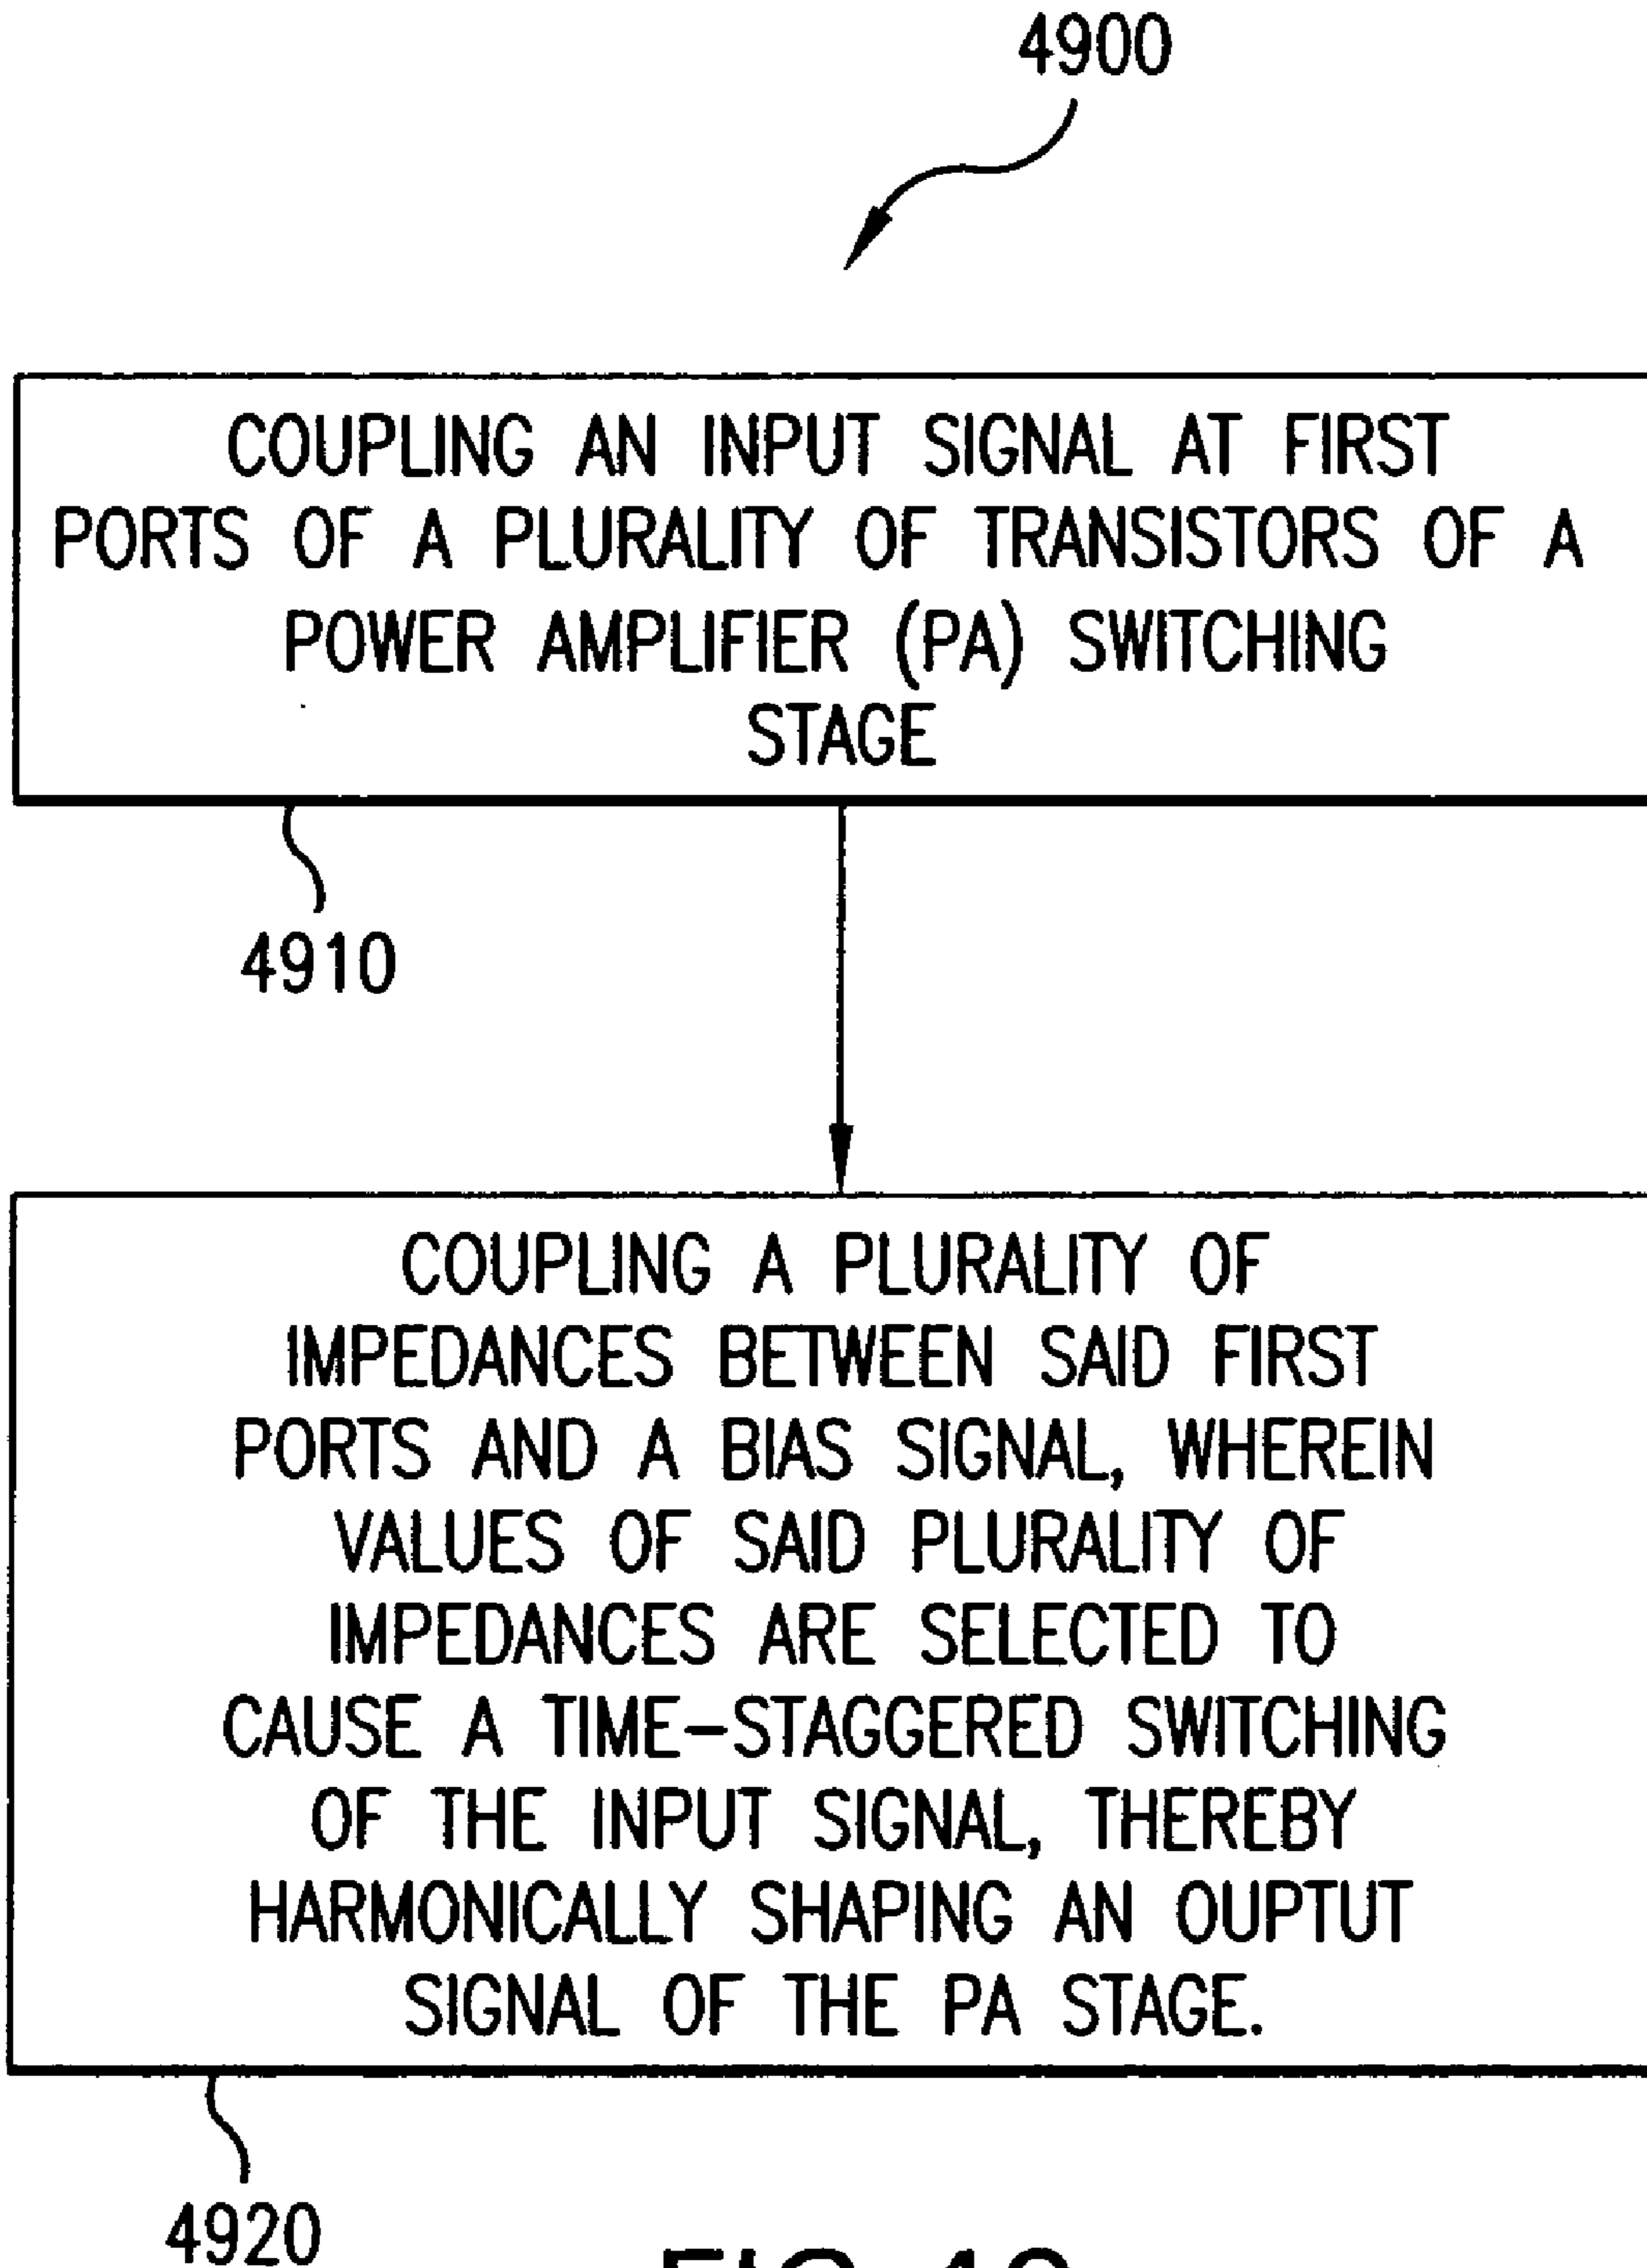 4900
COUPLING AN INPUT SIGNAL AT FIRST
PORTS OF A PLURALITY OF TRANSISTORS OF A
POWER AMPLIFIER (PA) SWITCHING
STAGE
4910
COUPLING A PLURALITY OF
IMPEDANCES BETWEEN SAID FIRST
PORTS AND A BIAS SIGNAL, WHEREIN
VALUES OF SAID PLURALITY OF
IMPEDANCES ARE SELECTED TO
CAUSE A TIME-STAGGERED SWITCHING
OF THE INPUT SIGNAL, THEREBY
HARMONICALLY SHAPING AN OUPTUT
SIGNAL OF THE PA STAGE.
4920